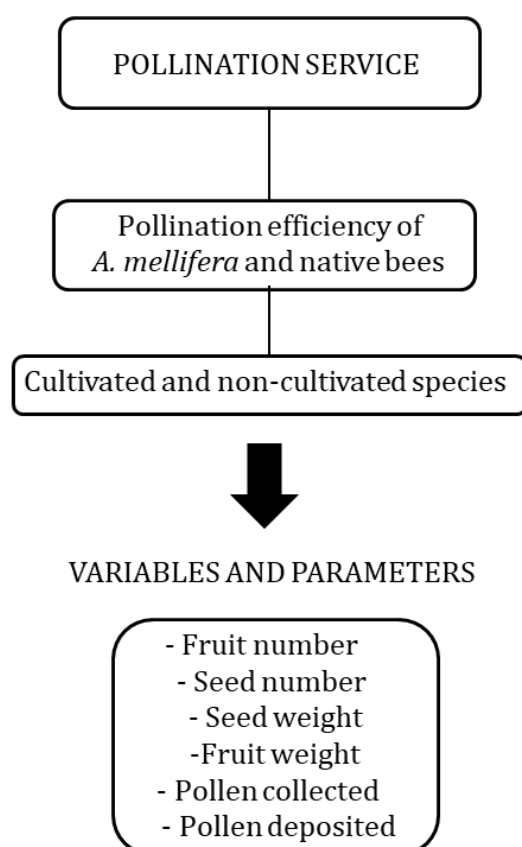 POLLINATION SERVICE
Pollination efficiency of
A. mellifera and native bees
Cultivated and non-cultivated species
VARIABLES AND PARAMETERS
- Fruit number
- Seed number
- Seed weight
-Fruit weight
- Pollen collected
- Pollen deposited